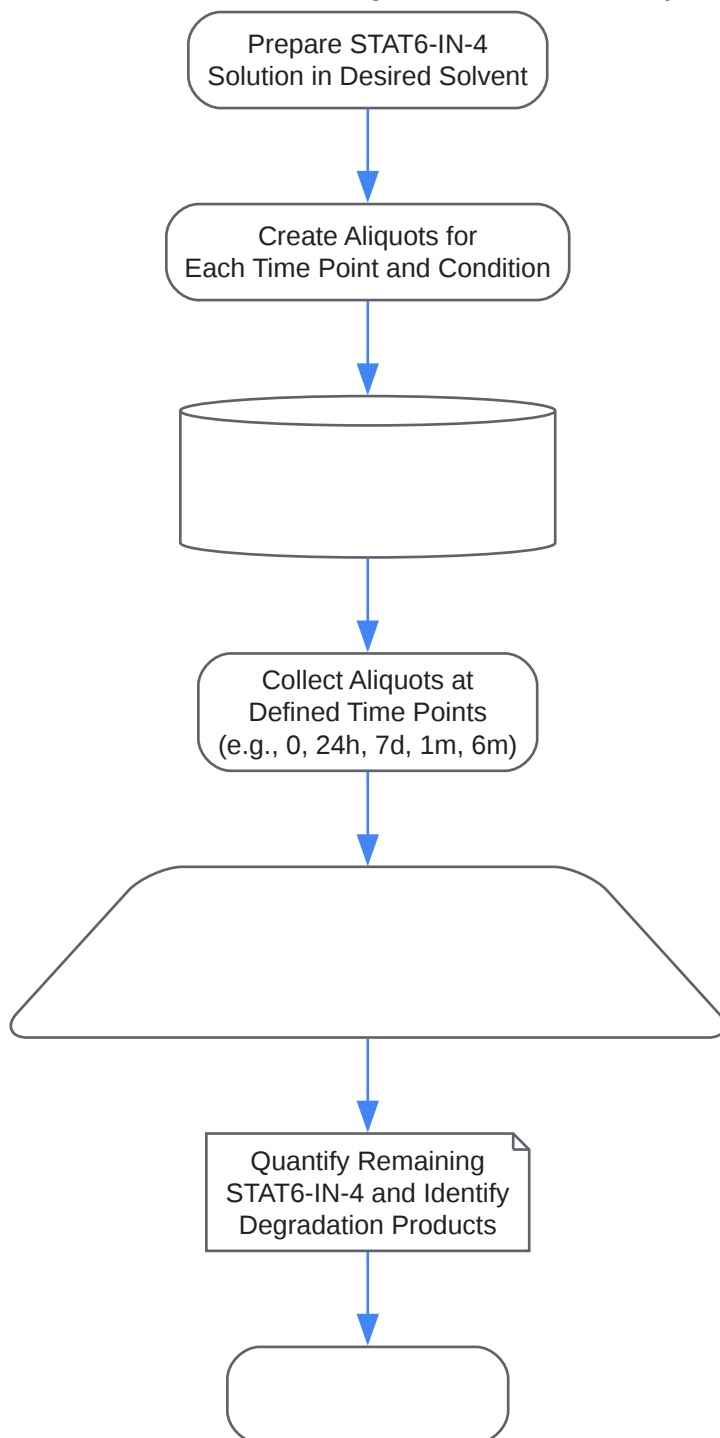 Prepare STAT6-IN-4
Solution in Desired Solvent
Create Aliquots for
Each Time Point and Condition
Collect Aliquots at
Defined Time Points
(e.g., 0, 24h, 7d, 1m, 6m)
Quantify Remaining
STAT6-IN-4 and Identify
Degradation Products